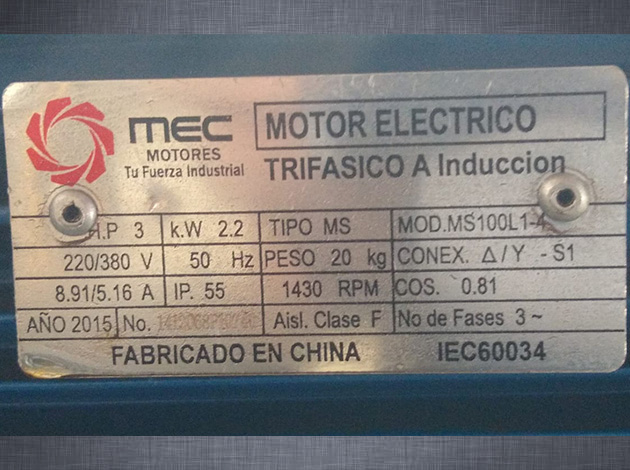 MEC
MOTORES
Tu Fuerza Industrial
MOTOR ELECTRICO
TRIFASICO A Induccion
H.P 3 k.W 2.2 TIPO MS MOD.MS100L1-4
220/380 V 50 Hz PESO 20 kg CONEX. Δ/Y - S1
8.91/5.16 A IP. 55 1430 RPM COS. 0.81
AÑO 2015 No. Aisl. Clase F No de Fases 3~
FABRICADO EN CHINA IEC60034